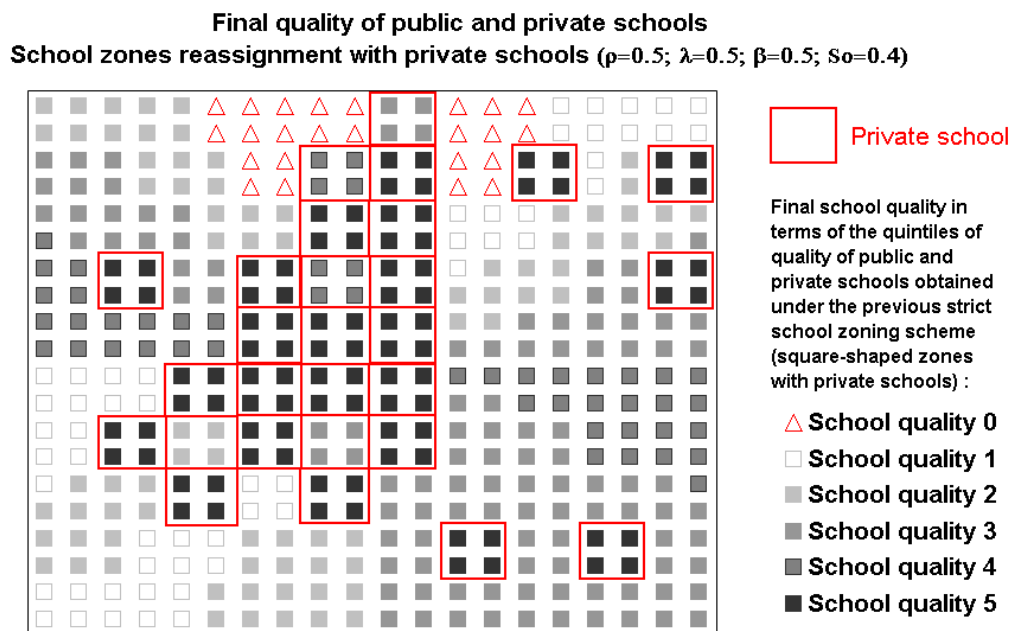 Final quality of public and private schools
School zones reassignment with private schools (ρ=0.5; λ=0.5; β=0.5; So=0.4)
Private school
Final school quality in
terms of the quintiles of
quality of public and
private schools obtained
under the previous strict
school zoning scheme
(square-shaped zones
with private schools) :
School quality 0
School quality 1
School quality 2
School quality 3
School quality 4
School quality 5